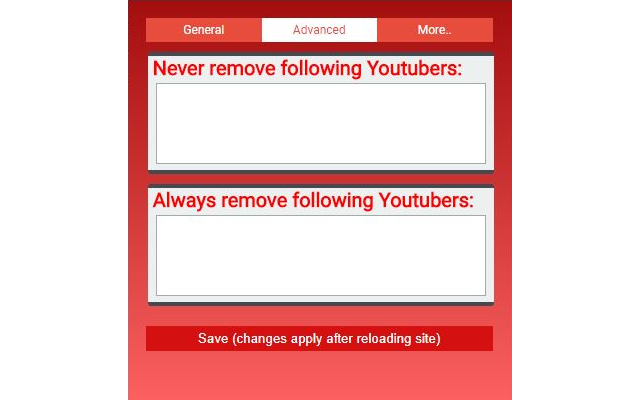 General
Advanced
More..
Never remove following Youtubers:
Always remove following Youtubers:
Save (changes apply after reloading site)